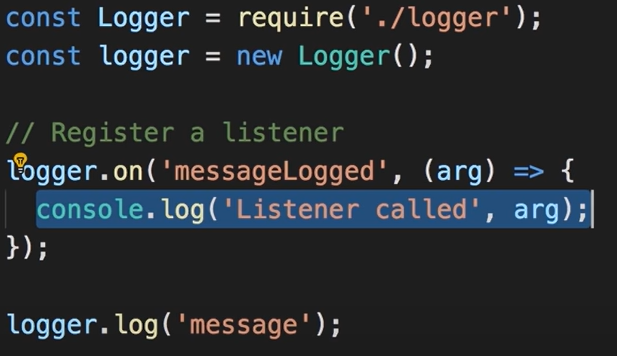 const Logger = require('./logger');
const logger = new Logger();
// Register a listener
logger.on('messageLogged', (arg) => {
  console.log('Listener called', arg);
});
logger.log('message');